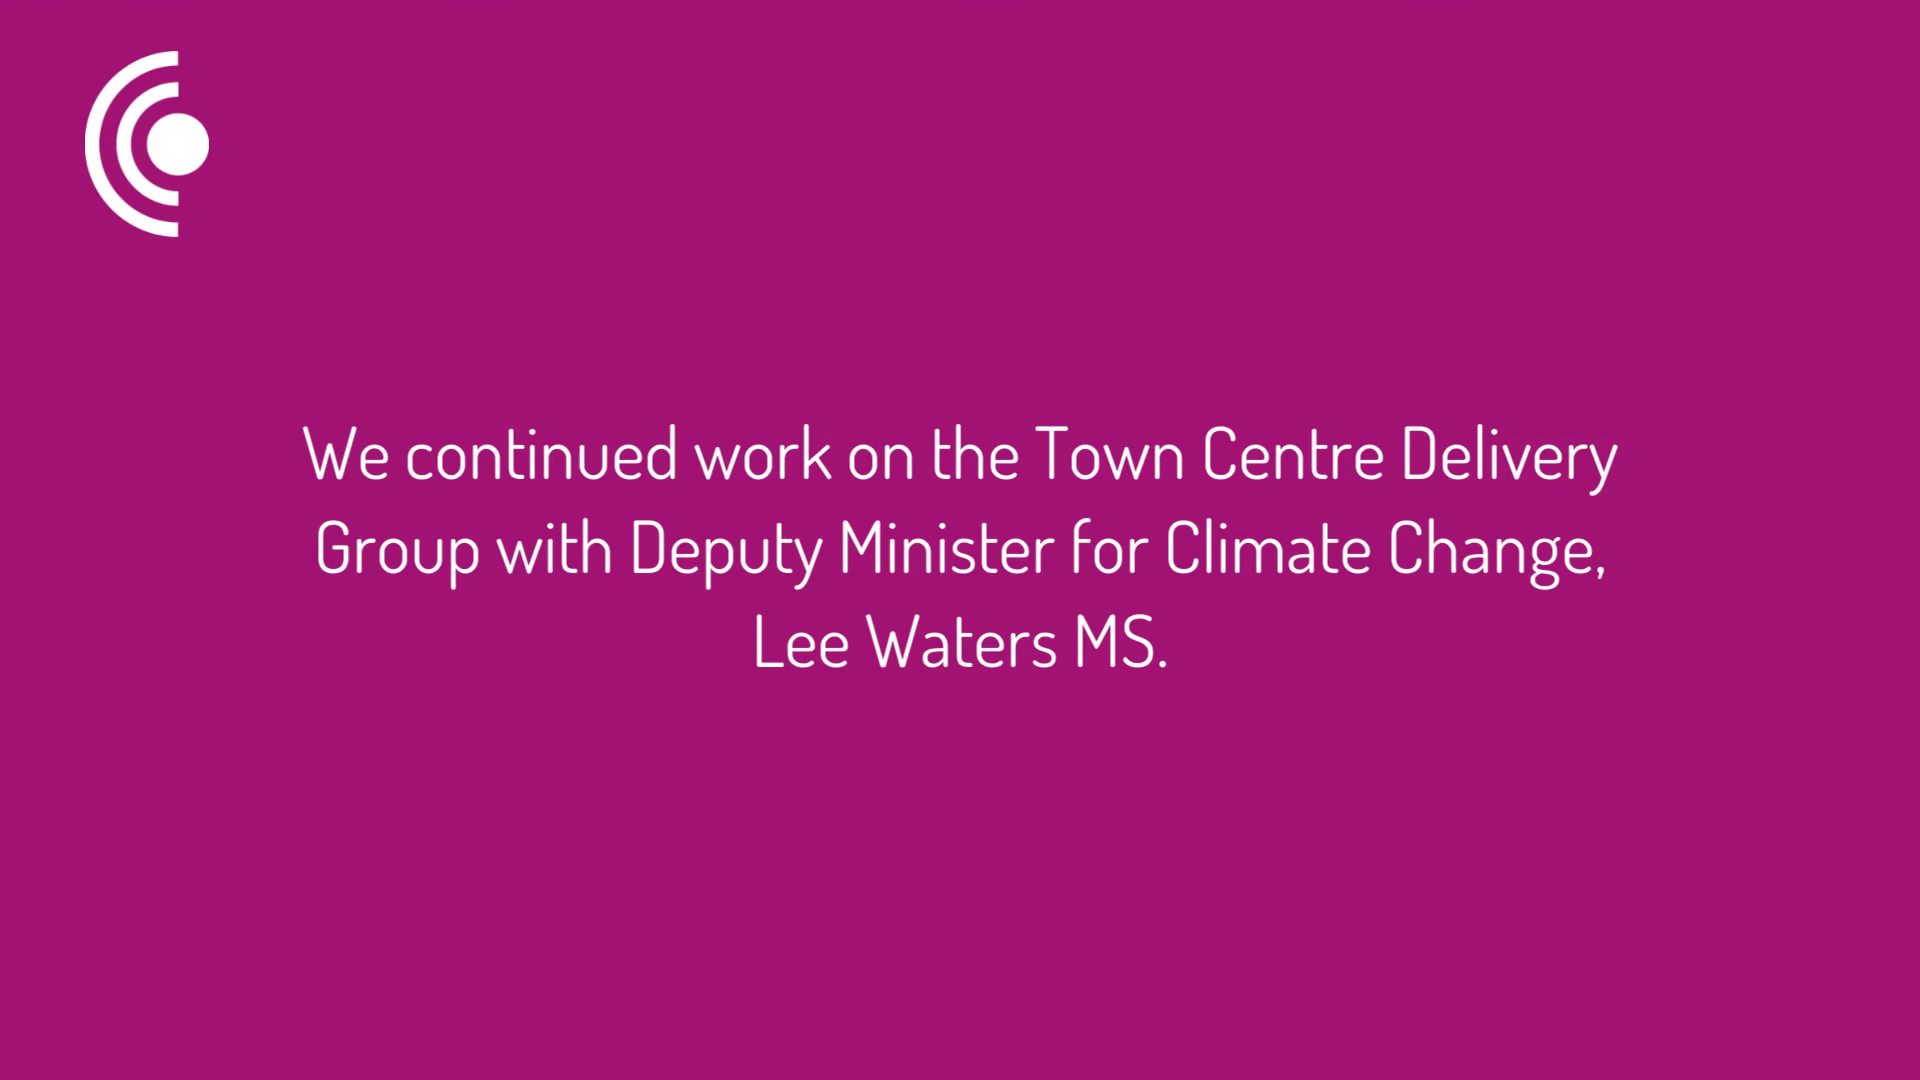 We continued work on the Town Centre Delivery
Group with Deputy Minister for Climate Change,
Lee Waters MS.